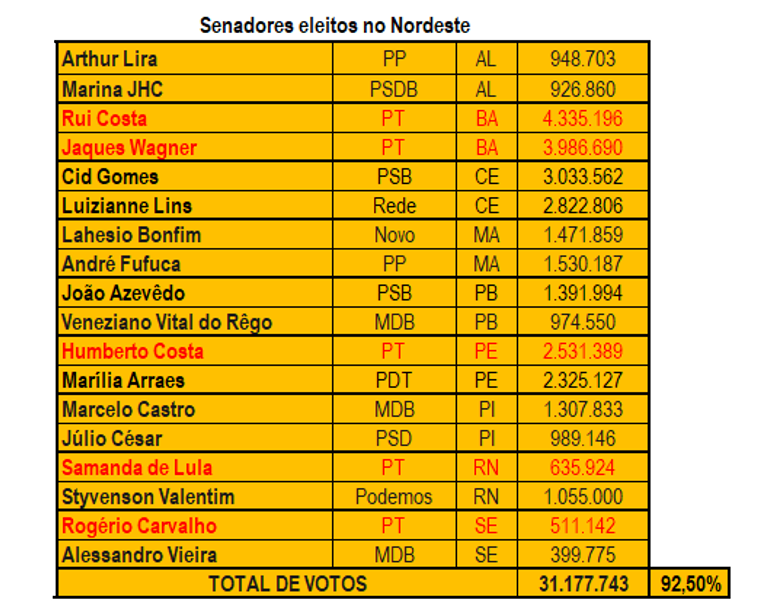 Senadores eleitos no Nordeste
Arthur Lira PP AL 948.703
Marina JHC PSDB AL 926.860
Rui Costa PT BA 4.335.196
Jaques Wagner PT BA 3.986.690
Cid Gomes PSB CE 3.033.562
Luizianne Lins Rede CE 2.822.806
Lahesio Bonfim Novo MA 1.471.859
André Fufuca PP MA 1.530.187
João Azevêdo PSB PB 1.391.994
Veneziano Vital do Rêgo MDB PB 974.550
Humberto Costa PT PE 2.531.389
Marília Arraes PDT PE 2.325.127
Marcelo Castro MDB PI 1.307.833
Júlio César PSD PI 989.146
Samanda de Lula PT RN 635.924
Styvenson Valentim Podemos RN 1.055.000
Rogério Carvalho PT SE 511.142
Alessandro Vieira MDB SE 399.775
TOTAL DE VOTOS 31.177.743 92,50%